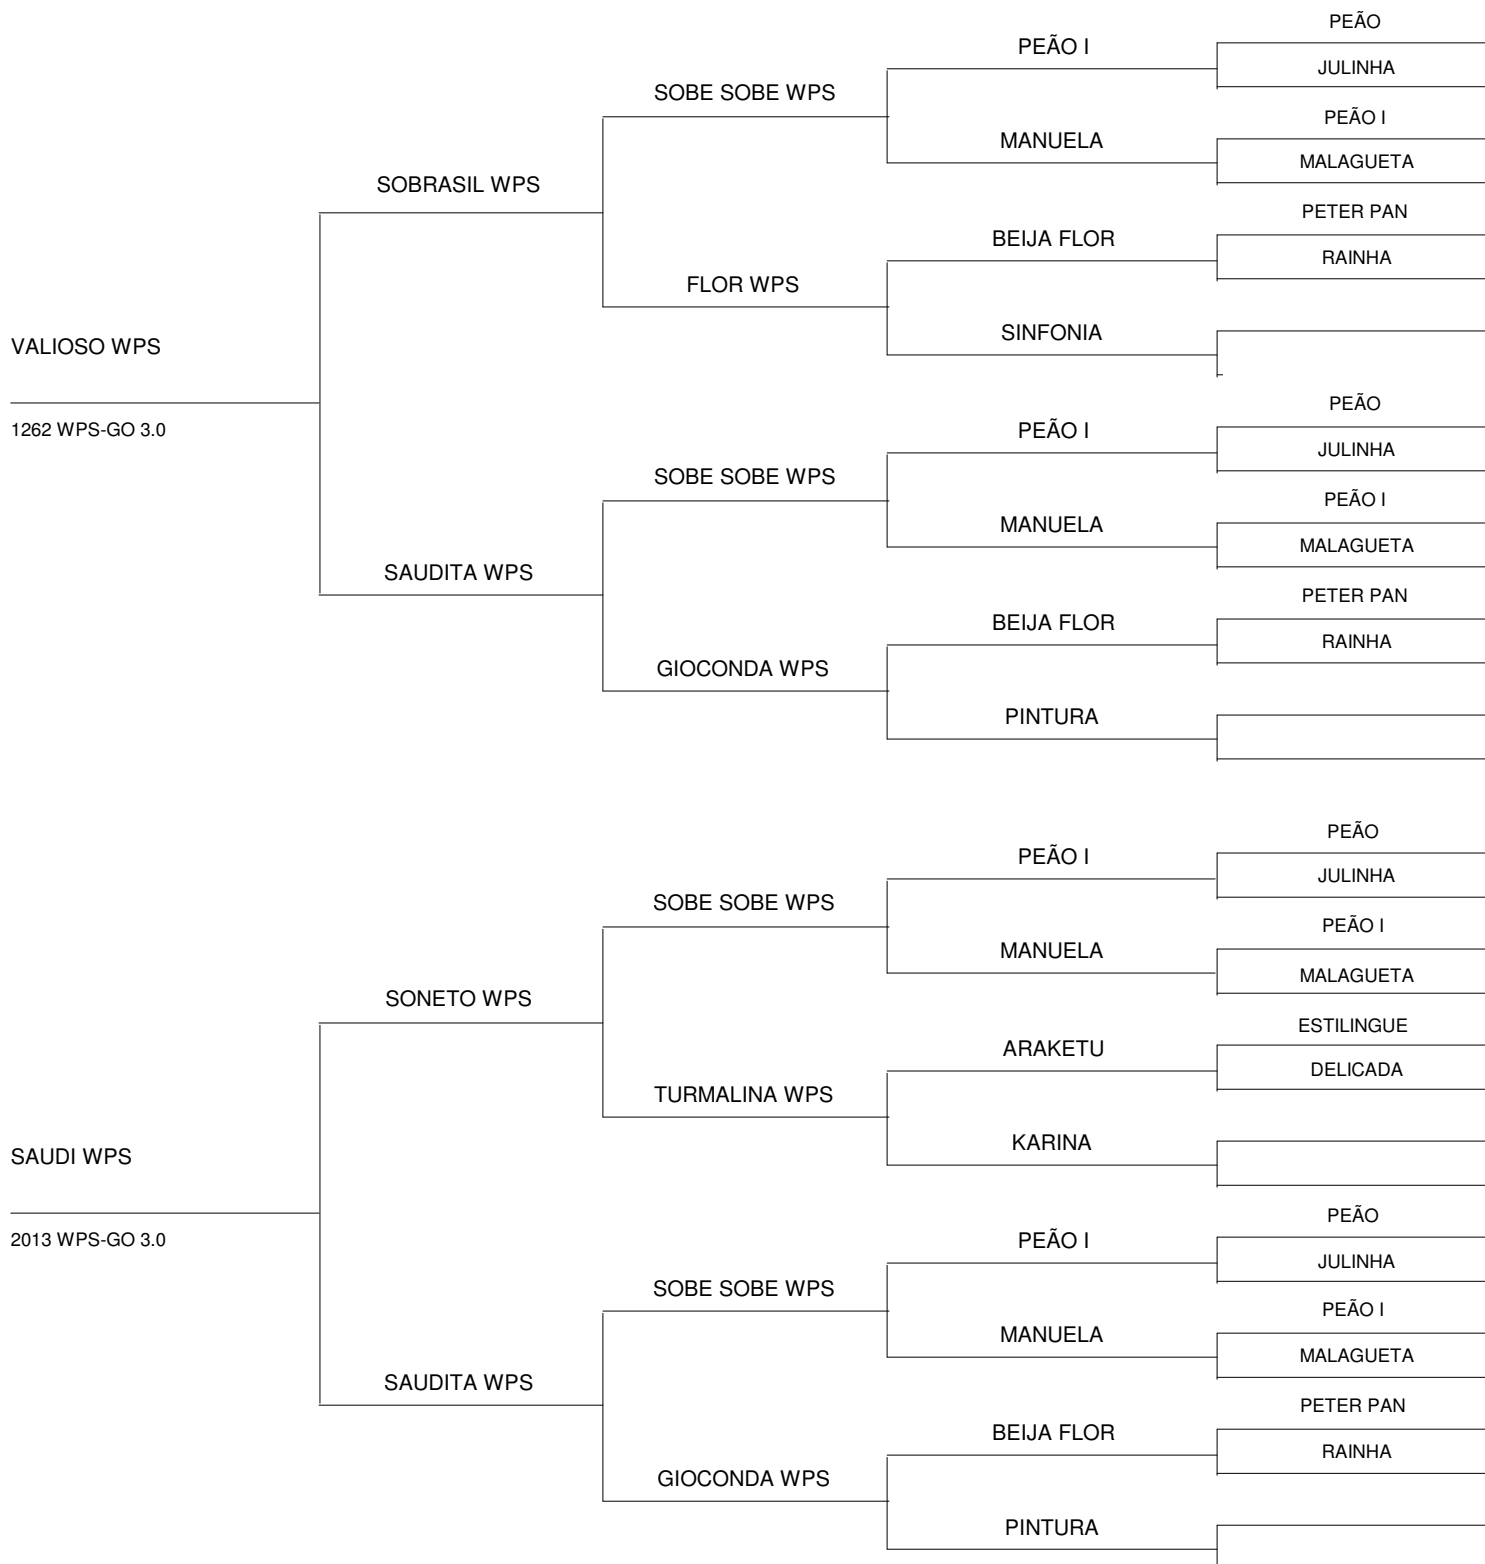 PEÃO
PEÃO I
JULINHA
SOBE SOBE WPS
PEÃO I
MANUELA
MALAGUETA
SOBRASIL WPS
PETER PAN
BEIJA FLOR
RAINHA
FLOR WPS
SINFONIA
VALIOSO WPS
PEÃO
1262 WPS-GO 3.0
PEÃO I
JULINHA
SOBE SOBE WPS
PEÃO I
MANUELA
MALAGUETA
SAUDITA WPS
PETER PAN
BEIJA FLOR
RAINHA
GIOCONDA WPS
PINTURA
PEÃO
PEÃO I
JULINHA
SOBE SOBE WPS
PEÃO I
MANUELA
MALAGUETA
SONETO WPS
ESTILINGUE
ARAKETU
DELICADA
TURMALINA WPS
KARINA
SAUDI WPS
PEÃO
2013 WPS-GO 3.0
PEÃO I
JULINHA
SOBE SOBE WPS
PEÃO I
MANUELA
MALAGUETA
SAUDITA WPS
PETER PAN
BEIJA FLOR
RAINHA
GIOCONDA WPS
PINTURA